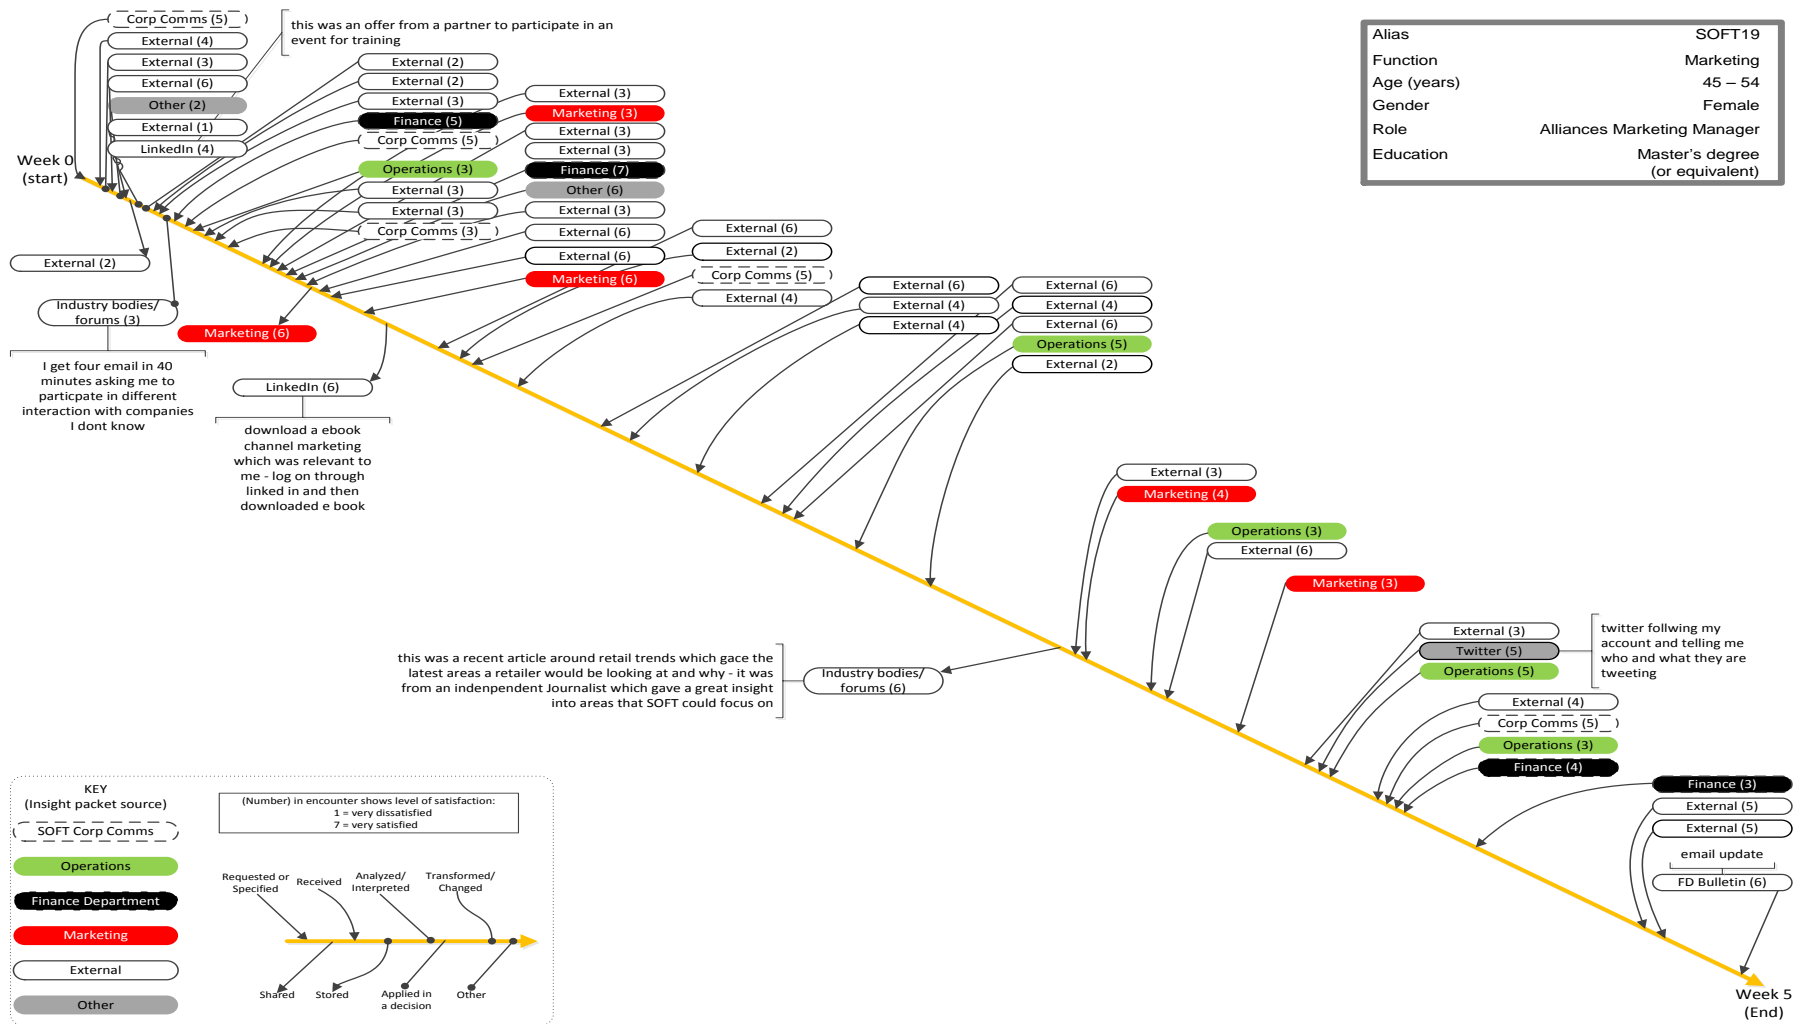 Corp Comms (5)
External (4)
External (3)
External (6)
Other (2)
External (1)
LinkedIn (4)
Week 0
(start)
this was an offer from a partner to participate in an
event for training
External (2)
External (2)
External (3)
Finance (5)
Corp Comms (5)
Operations (3)
External (3)
External (3)
Corp Comms (3)
External (3)
Marketing (3)
External (3)
External (3)
Finance (7)
Other (6)
External (3)
External (6)
External (6)
Marketing (6)
Alias SOFT19
Function Marketing
Age (years) 45 – 54
Gender Female
Role Alliances Marketing Manager
Education Master's degree
(or equivalent)
External (2)
Industry bodies/
forums (3)
I get four email in 40
minutes asking me to
particpate in different
interaction with companies
I dont know
Marketing (6)
LinkedIn (6)
download a ebook
channel marketing
which was relevant to
me - log on through
linked in and then
downloaded e book
External (6)
External (2)
Corp Comms (5)
External (4)
External (6)
External (4)
External (4)
External (6)
External (4)
External (6)
Operations (5)
External (2)
External (3)
Marketing (4)
Operations (3)
External (6)
Marketing (3)
this was a recent article around retail trends which gace the
latest areas a retailer would be looking at and why - it was
from an indenpendent Journalist which gave a great insight
into areas that SOFT could focus on
Industry bodies/
forums (6)
External (3)
Twitter (5)
Operations (5)
twitter follwing my
account and telling me
who and what they are
tweeting
External (4)
Corp Comms (5)
Operations (3)
Finance (4)
Finance (3)
External (5)
External (5)
email update
FD Bulletin (6)
Week 5
(End)
KEY
(Insight packet source)
SOFT Corp Comms
Operations
Finance Department
Marketing
External
Other
(Number) in encounter shows level of satisfaction:
1 = very dissatisfied
7 = very satisfied
Requested or
Specified
Received
Analyzed/
Interpreted
Transformed/
Changed
Shared
Stored
Applied in
a decision
Other